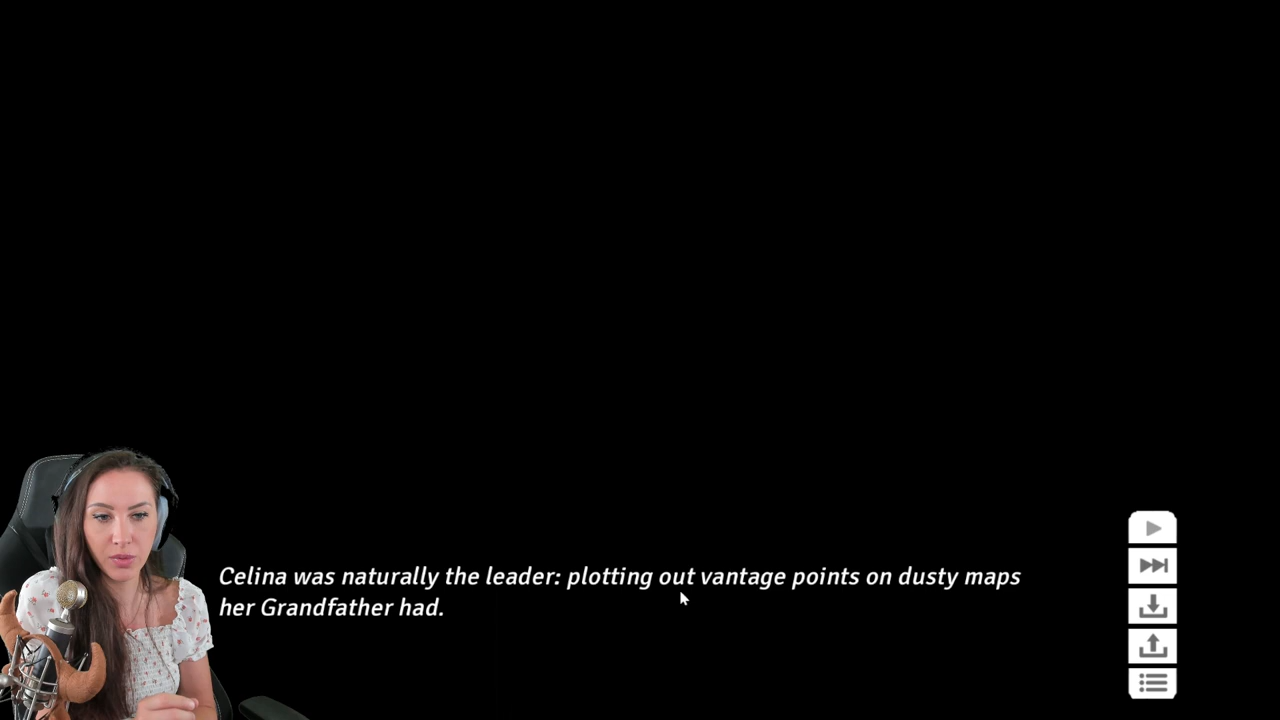 Celina was naturally the leader: plotting out vantage points on dusty maps
her Grandfather had.